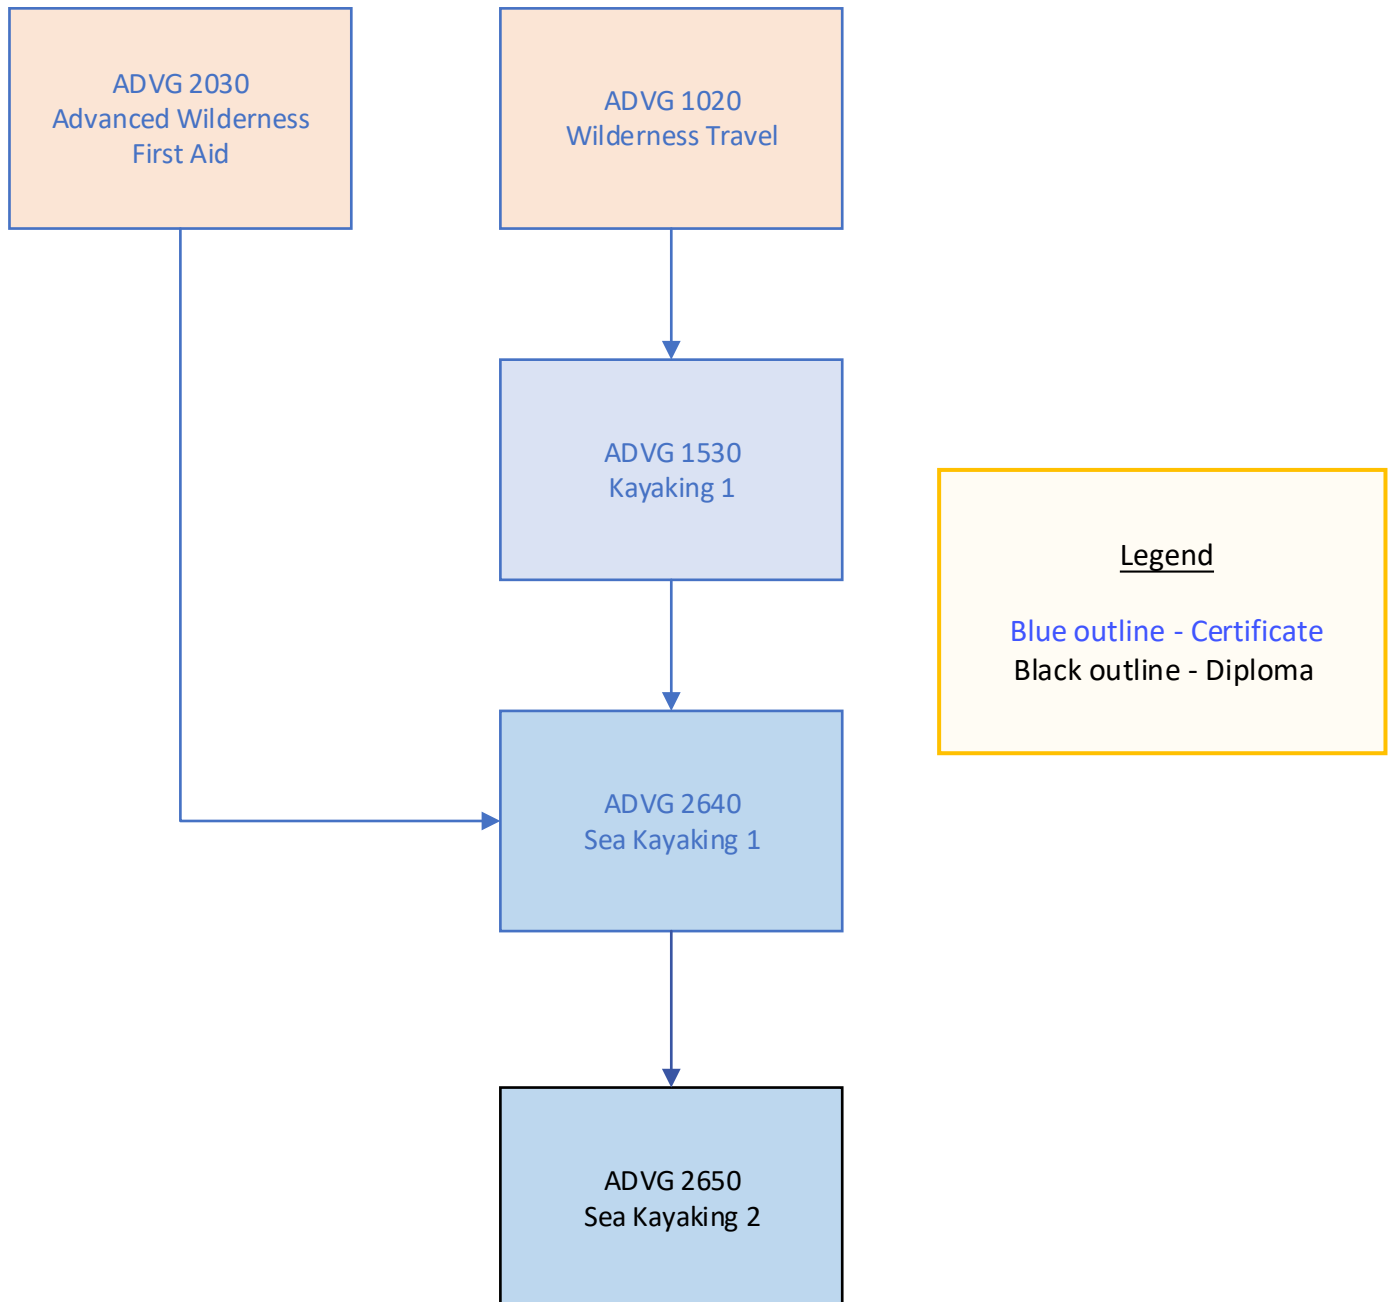 ADVG 2030
Advanced Wilderness
First Aid
ADVG 1020
Wilderness Travel
ADVG 1530
Kayaking 1
Legend
Blue outline - Certificate
Black outline - Diploma
ADVG 2640
Sea Kayaking 1
ADVG 2650
Sea Kayaking 2